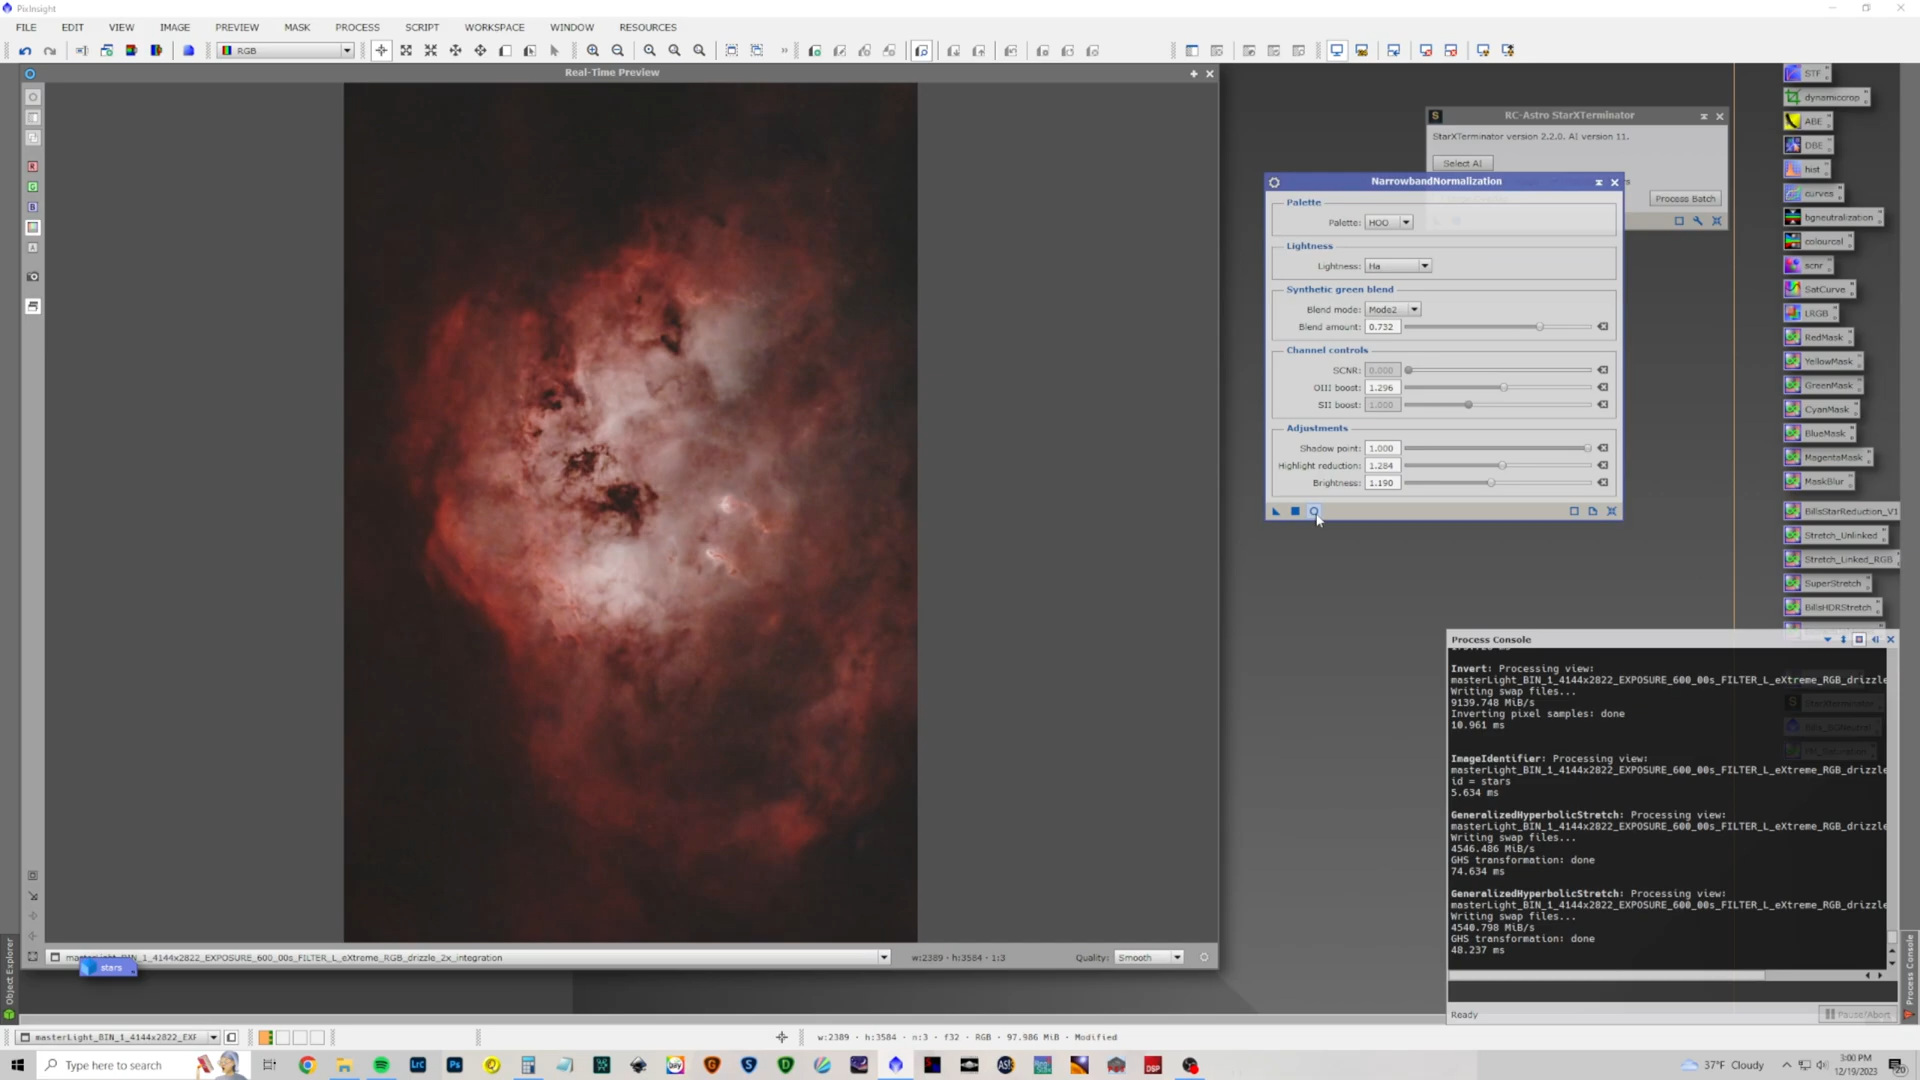 PixInsight
FILE EDIT VIEW IMAGE PREVIEW MASK PROCESS SCRIPT WORKSPACE WINDOW RESOURCES
RGB
Real-Time Preview
STF
dynamiccrop
ABE
DBE
hist
curves
bgneutralization
colourcal
scnr
SatCurve
LRGB
RedMask
YellowMask
GreenMask
CyanMask
BlueMask
MagentaMask
MaskBlur
BillsStarReduction_V1
Stretch_Unlinked
Stretch_Linked_RGB
SuperStretch
BillsHDRStretch
RC-Astro StarXTerminator
StarXTerminator version 2.2.0. AI version 11.
Select AI
Process Batch
NarrowbandNormalization
Palette
Palette: HOO
Lightness
Lightness: Ha
Synthetic green blend
Blend mode: Mode2
Blend amount: 0.732
Channel controls
SCNR: 0.000
OIII boost: 1.296
SII boost: 1.000
Adjustments
Shadow point: 1.000
Highlight reduction: 1.284
Brightness: 1.190
Process Console
Invert: Processing view:
masterLight_BIN_1_4144x2822_EXPOSURE_600_00s_FILTER_L_eXtreme_RGB_drizzle
Writing swap files...
9139.748 MiB/s
Inverting pixel samples: done
10.961 ms
ImageIdentifier: Processing view:
masterLight_BIN_1_4144x2822_EXPOSURE_600_00s_FILTER_L_eXtreme_RGB_drizzle
id = stars
5.634 ms
GeneralizedHyperbolicStretch: Processing view:
masterLight_BIN_1_4144x2822_EXPOSURE_600_00s_FILTER_L_eXtreme_RGB_drizzle
Writing swap files...
4546.486 MiB/s
GHS transformation: done
74.634 ms
GeneralizedHyperbolicStretch: Processing view:
masterLight_BIN_1_4144x2822_EXPOSURE_600_00s_FILTER_L_eXtreme_RGB_drizzle
Writing swap files...
4540.798 MiB/s
GHS transformation: done
48.237 ms
Ready
Pause/Abort
Process Console
Object Explorer
masterLight_BIN_1_4144x2822_EXPOSURE_600_00s_FILTER_L_eXtreme_RGB_drizzle_2x_integration
w:2389 · h:3584 · 1:3
Quality: Smooth
stars
masterLight_BIN_1_4144x2822_EXF
w:2389 · h:3584 · n:3 · f32 · RGB · 97.986 MiB · Modified
Type here to search
37°F Cloudy
3:00 PM
12/19/2023